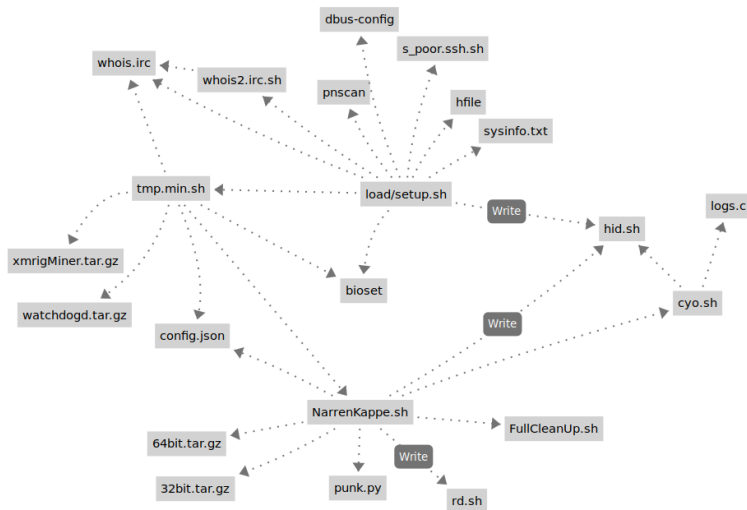 dbus-config
s_poor.ssh.sh
whois.irc
whois2.irc.sh
pnscan
hfile
sysinfo.txt
tmp.min.sh
load/setup.sh
Write
logs.c
hid.sh
xmrigMiner.tar.gz
bioset
cyo.sh
watchdogd.tar.gz
Write
config.json
NarrenKappe.sh
FullCleanUp.sh
64bit.tar.gz
Write
32bit.tar.gz
punk.py
rd.sh